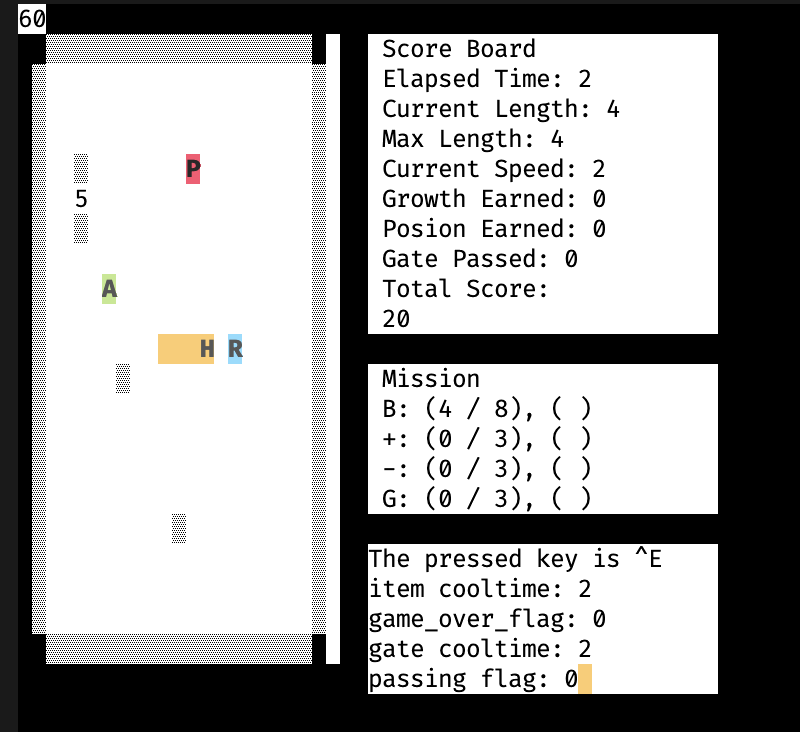 60
P
5
A
H R
Score Board
Elapsed Time: 2
Current Length: 4
Max Length: 4
Current Speed: 2
Growth Earned: 0
Posion Earned: 0
Gate Passed: 0
Total Score:
20
Mission
B: (4 / 8), ( )
+: (0 / 3), ( )
-: (0 / 3), ( )
G: (0 / 3), ( )
The pressed key is ^E
item cooltime: 2
game_over_flag: 0
gate cooltime: 2
passing flag: 0